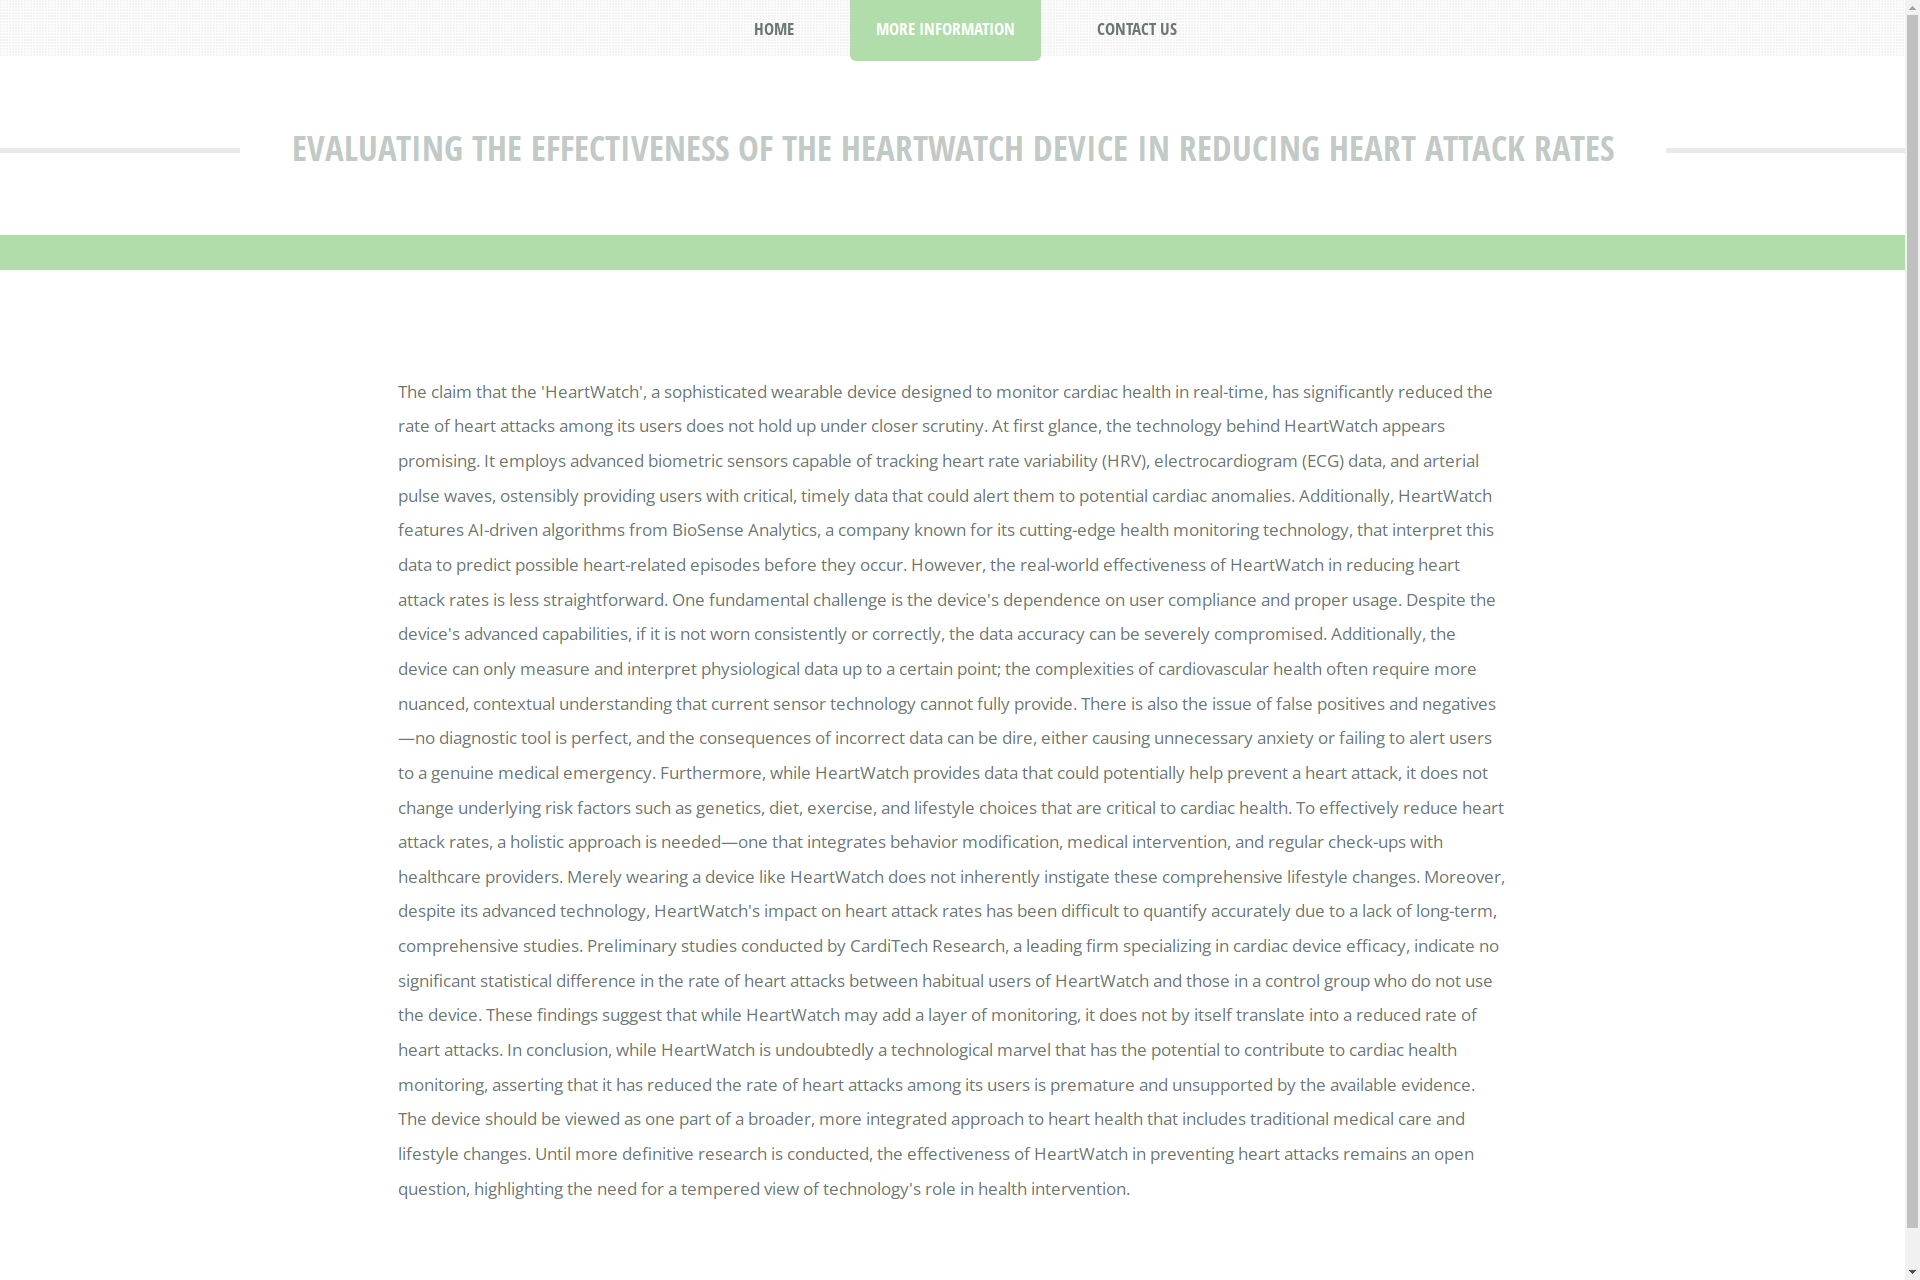 HOME
MORE INFORMATION
CONTACT US
EVALUATING THE EFFECTIVENESS OF THE HEARTWATCH DEVICE IN REDUCING HEART ATTACK RATES
The claim that the 'HeartWatch', a sophisticated wearable device designed to monitor cardiac health in real-time, has significantly reduced the
rate of heart attacks among its users does not hold up under closer scrutiny. At first glance, the technology behind HeartWatch appears
promising. It employs advanced biometric sensors capable of tracking heart rate variability (HRV), electrocardiogram (ECG) data, and arterial
pulse waves, ostensibly providing users with critical, timely data that could alert them to potential cardiac anomalies. Additionally, HeartWatch
features AI-driven algorithms from BioSense Analytics, a company known for its cutting-edge health monitoring technology, that interpret this
data to predict possible heart-related episodes before they occur. However, the real-world effectiveness of HeartWatch in reducing heart
attack rates is less straightforward. One fundamental challenge is the device's dependence on user compliance and proper usage. Despite the
device's advanced capabilities, if it is not worn consistently or correctly, the data accuracy can be severely compromised. Additionally, the
device can only measure and interpret physiological data up to a certain point; the complexities of cardiovascular health often require more
nuanced, contextual understanding that current sensor technology cannot fully provide. There is also the issue of false positives and negatives
—no diagnostic tool is perfect, and the consequences of incorrect data can be dire, either causing unnecessary anxiety or failing to alert users
to a genuine medical emergency. Furthermore, while HeartWatch provides data that could potentially help prevent a heart attack, it does not
change underlying risk factors such as genetics, diet, exercise, and lifestyle choices that are critical to cardiac health. To effectively reduce heart
attack rates, a holistic approach is needed—one that integrates behavior modification, medical intervention, and regular check-ups with
healthcare providers. Merely wearing a device like HeartWatch does not inherently instigate these comprehensive lifestyle changes. Moreover,
despite its advanced technology, HeartWatch's impact on heart attack rates has been difficult to quantify accurately due to a lack of long-term,
comprehensive studies. Preliminary studies conducted by CardiTech Research, a leading firm specializing in cardiac device efficacy, indicate no
significant statistical difference in the rate of heart attacks between habitual users of HeartWatch and those in a control group who do not use
the device. These findings suggest that while HeartWatch may add a layer of monitoring, it does not by itself translate into a reduced rate of
heart attacks. In conclusion, while HeartWatch is undoubtedly a technological marvel that has the potential to contribute to cardiac health
monitoring, asserting that it has reduced the rate of heart attacks among its users is premature and unsupported by the available evidence.
The device should be viewed as one part of a broader, more integrated approach to heart health that includes traditional medical care and
lifestyle changes. Until more definitive research is conducted, the effectiveness of HeartWatch in preventing heart attacks remains an open
question, highlighting the need for a tempered view of technology's role in health intervention.